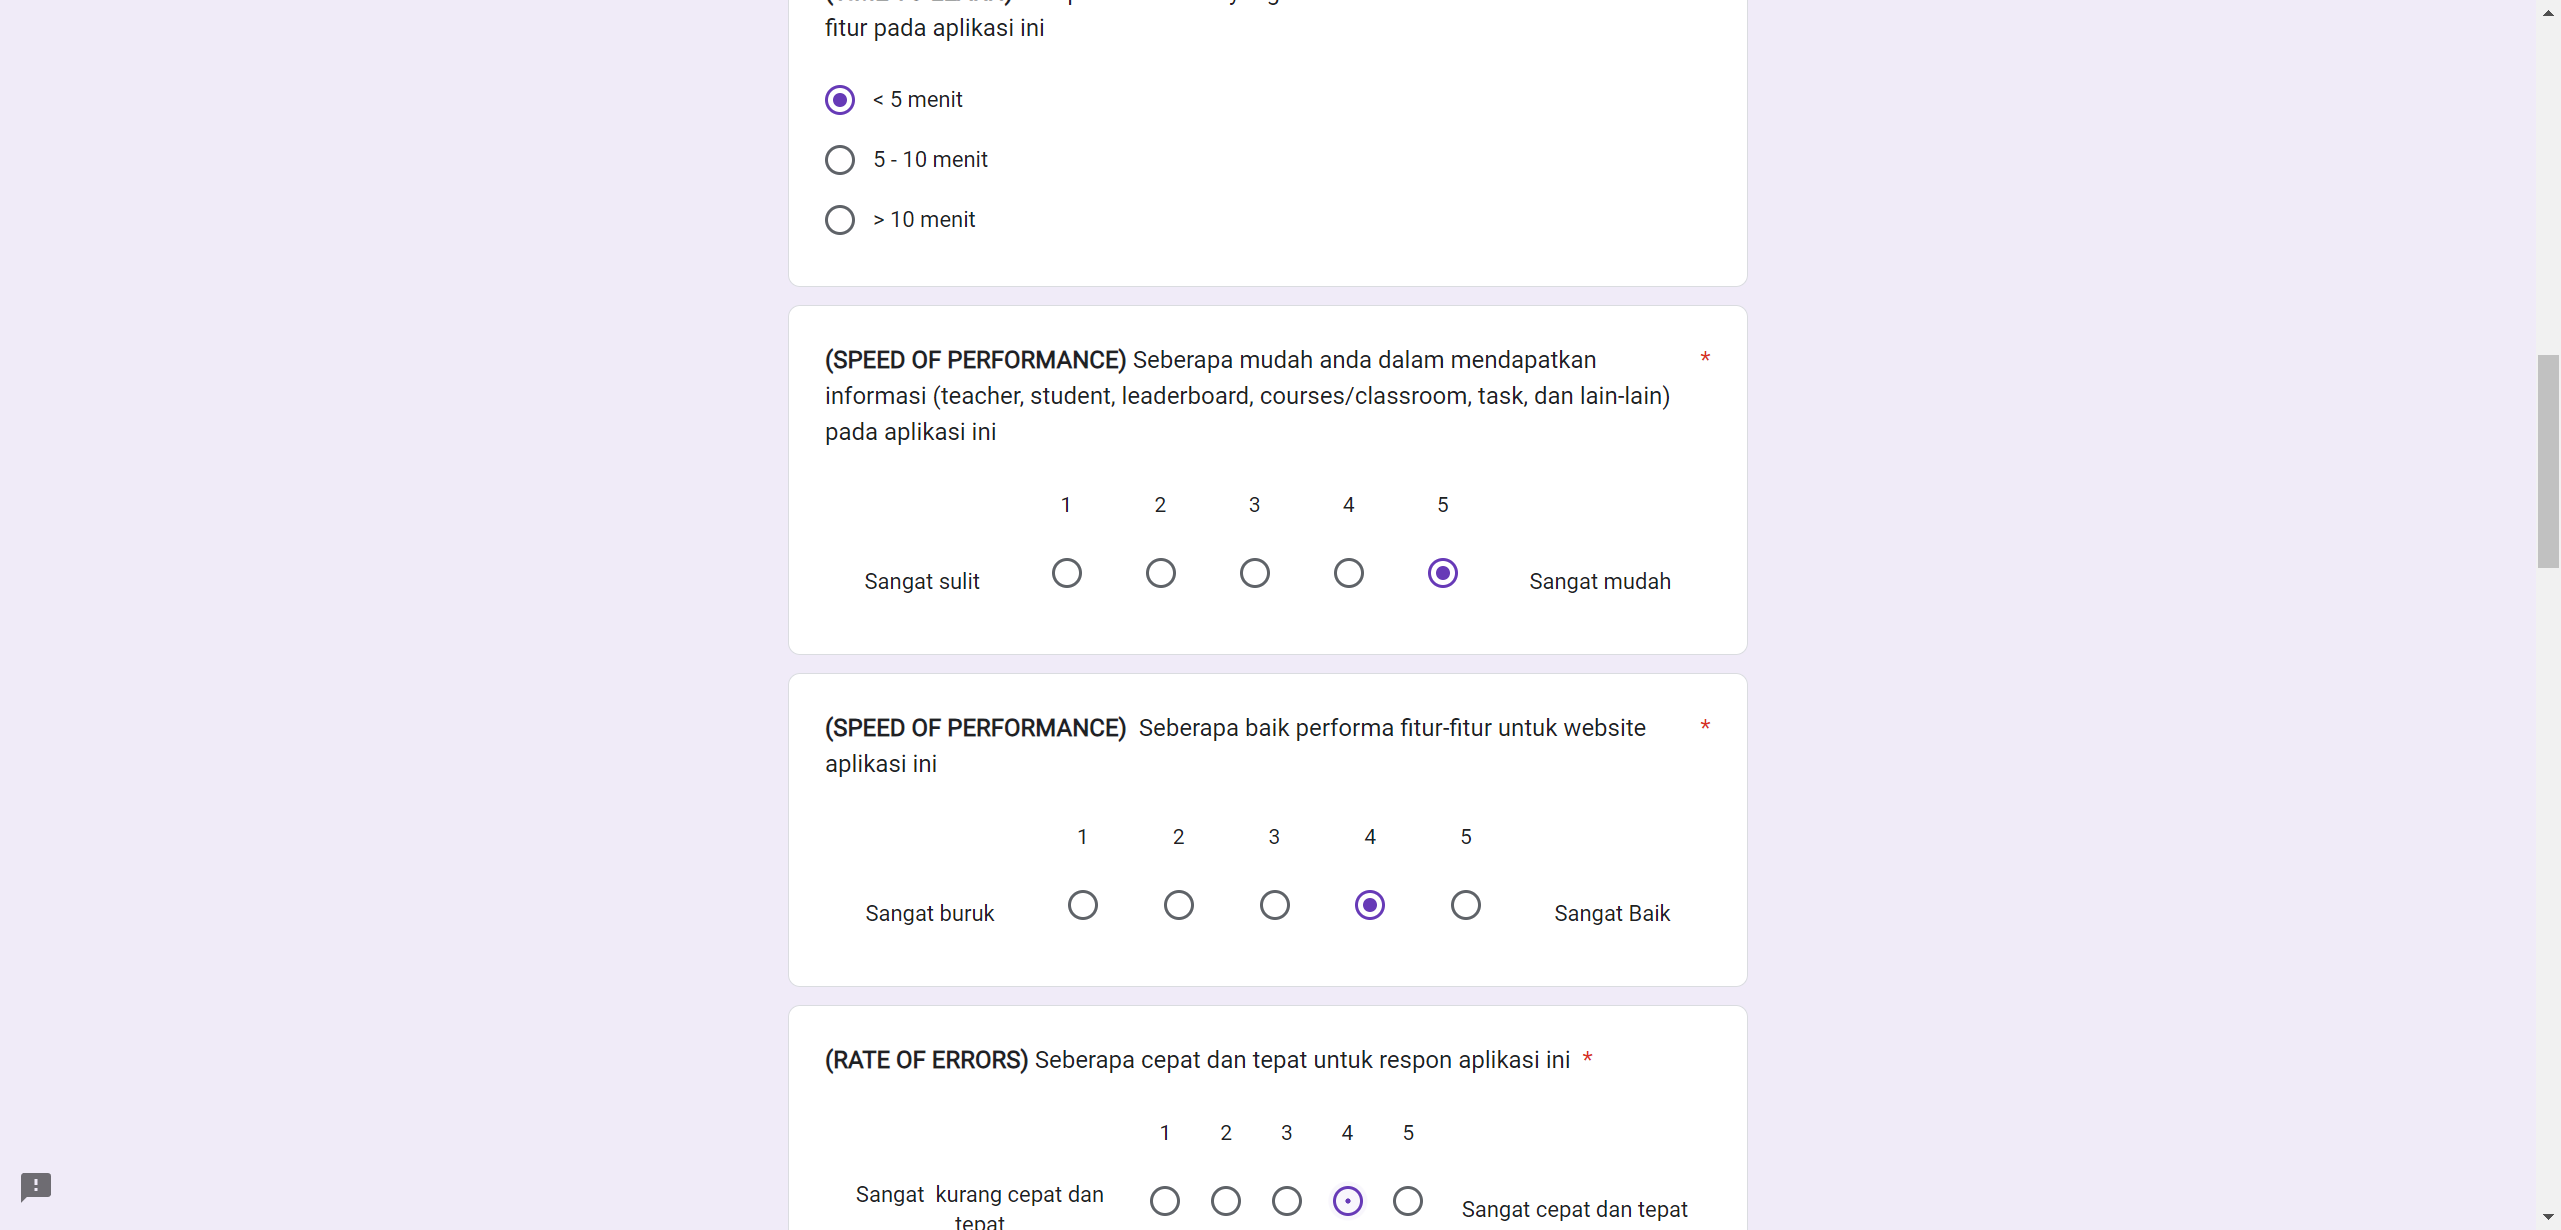 fitur pada aplikasi ini
< 5 menit
5 - 10 menit
> 10 menit
(SPEED OF PERFORMANCE) Seberapa mudah anda dalam mendapatkan *
informasi (teacher, student, leaderboard, courses/classroom, task, dan lain-lain)
pada aplikasi ini
1 2 3 4 5
Sangat sulit Sangat mudah
(SPEED OF PERFORMANCE)  Seberapa baik performa fitur-fitur untuk website *
aplikasi ini
1 2 3 4 5
Sangat buruk Sangat Baik
(RATE OF ERRORS) Seberapa cepat dan tepat untuk respon aplikasi ini *
1 2 3 4 5
Sangat  kurang cepat dan
tepat
Sangat cepat dan tepat